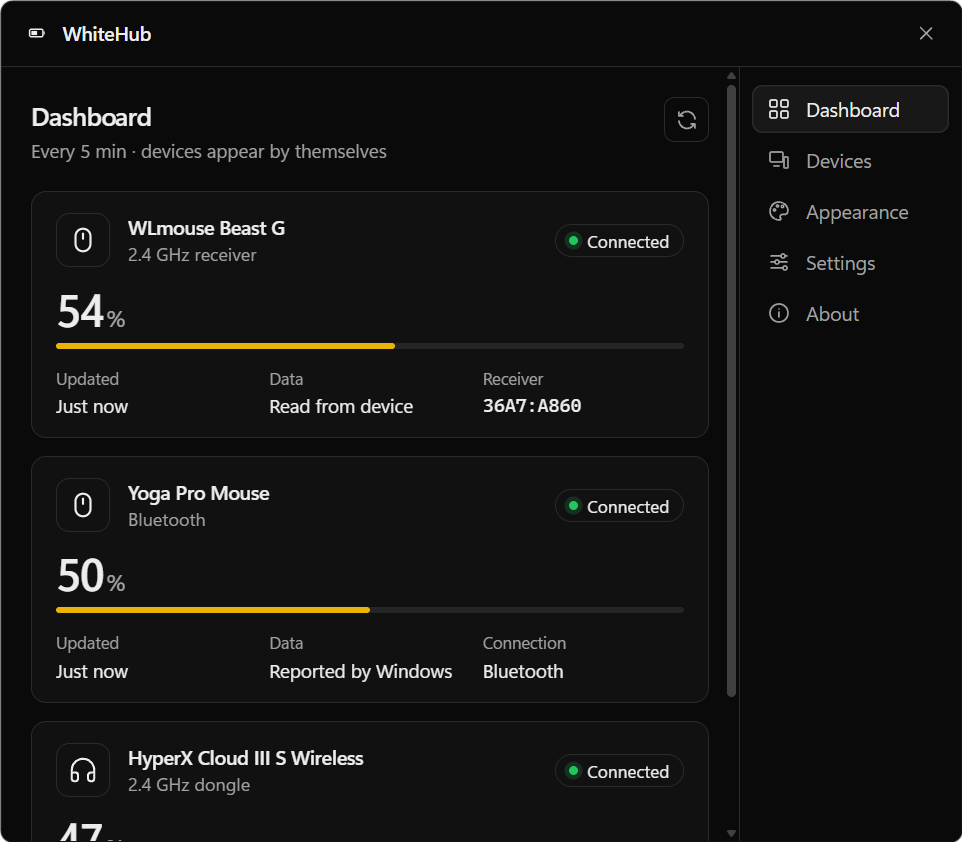 WhiteHub
Dashboard
Every 5 min · devices appear by themselves
WLmouse Beast G
2.4 GHz receiver
Connected
54%
Updated
Data
Receiver
Just now
Read from device
36A7:A860
Yoga Pro Mouse
Bluetooth
Connected
50%
Updated
Data
Connection
Just now
Reported by Windows
Bluetooth
HyperX Cloud III S Wireless
2.4 GHz dongle
Connected
47%
Dashboard
Devices
Appearance
Settings
About